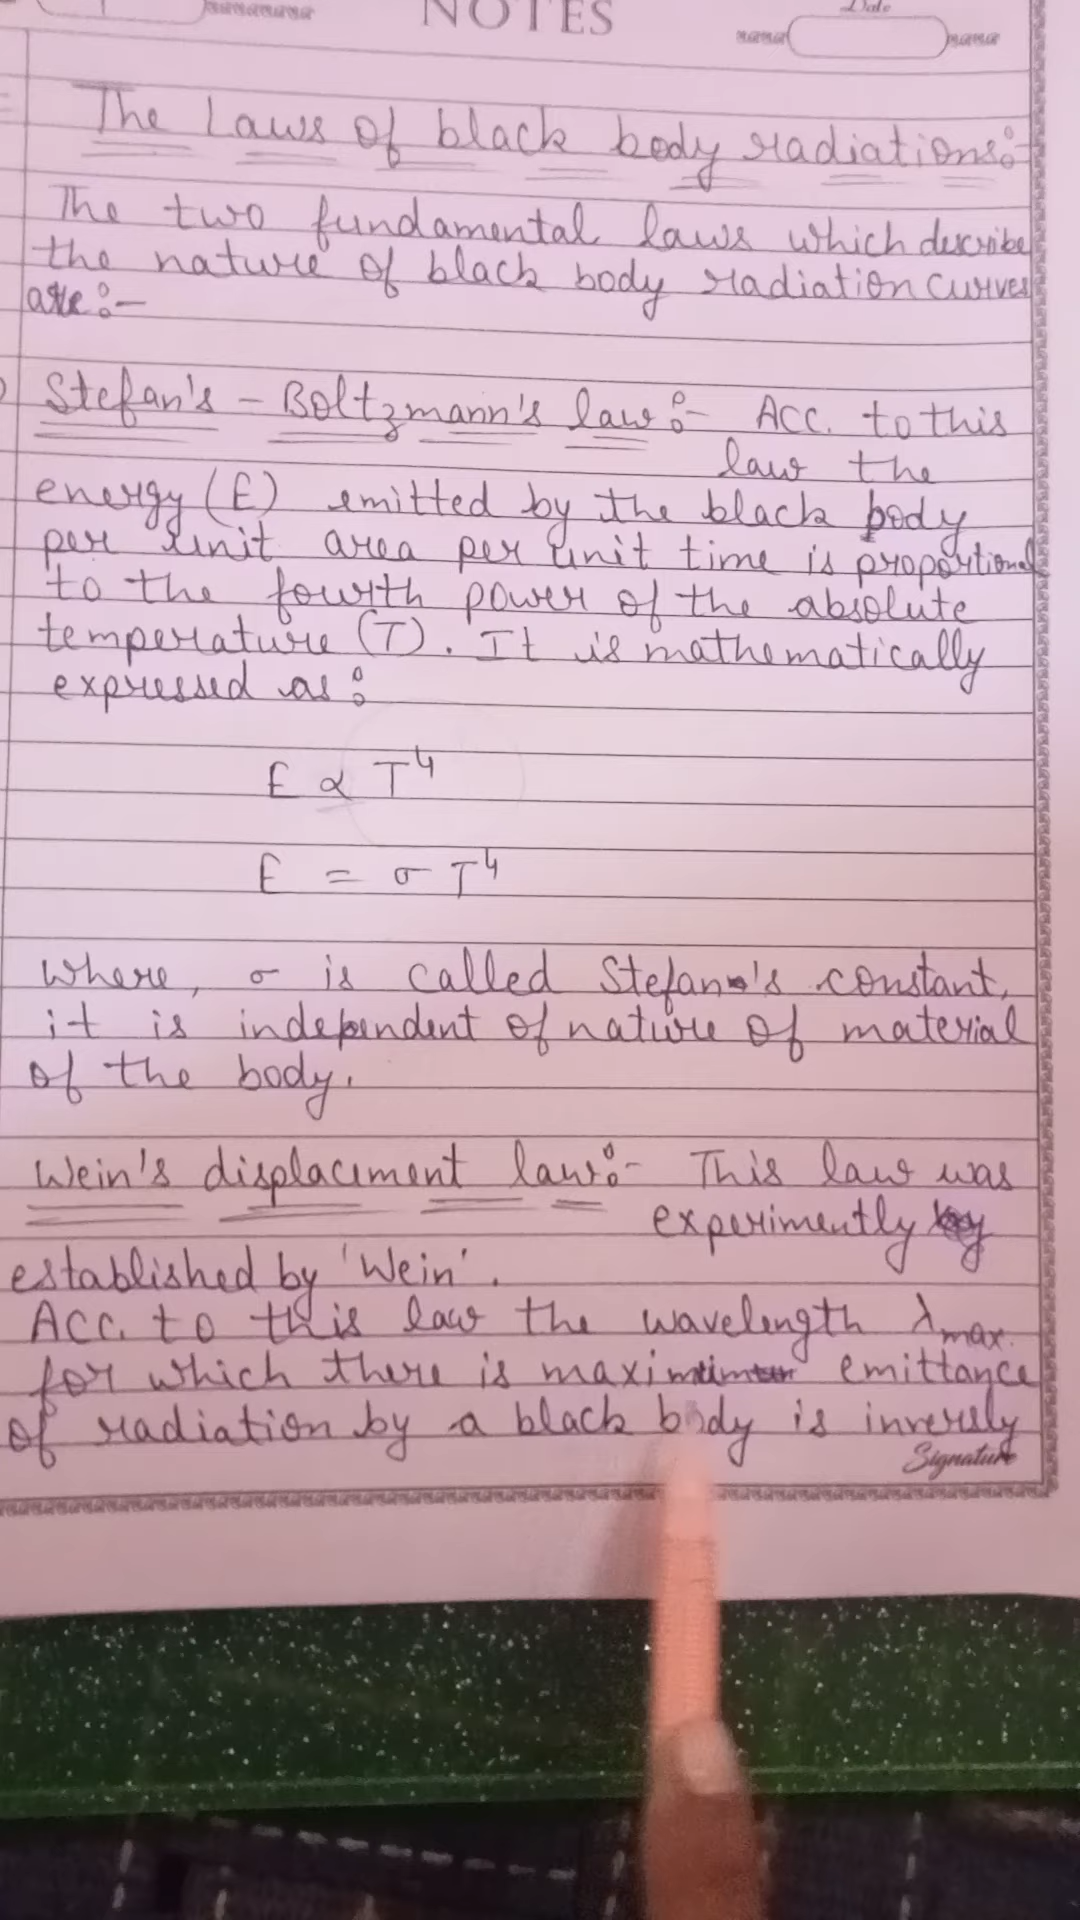 NOTES
Date
The Laws of black body radiations:-
The two fundamental laws which describe
the nature of black body radiation curves
are:-
Stefan's - Boltzmann's law:- Acc. to this
law the
energy (E) emitted by the black body
per unit area per unit time is proportional
to the fourth power of the absolute
temperature (T). It is mathematically
expressed as:
E ∝ T⁴
E = σ T⁴
where, σ is called Stefan's constant,
it is independent of nature of material
of the body.
Wein's displacment law:- This law was
experimently
established by 'Wein'.
Acc. to this law the wavelength λmax.
for which there is maximum emittance
of radiation by a black body is inversly
Signature